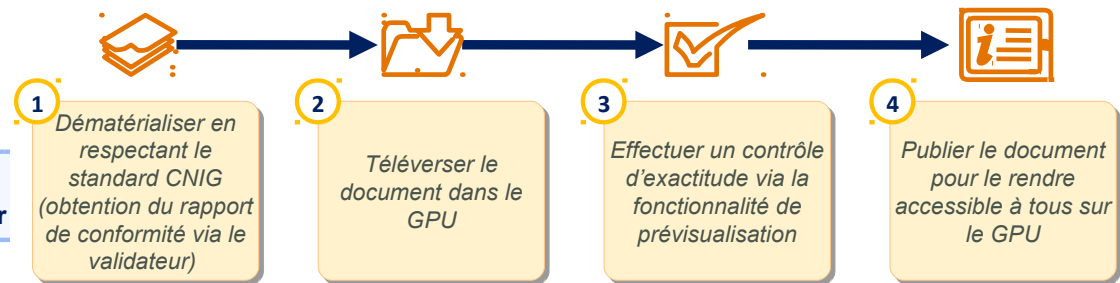 1
Dématérialiser en
respectant le
standard CNIG
(obtention du rapport
de conformité via le
validateur)
2
Téléverser le
document dans le
GPU
3
Effectuer un contrôle
d'exactitude via la
fonctionnalité de
prévisualisation
4
Publier le document
pour le rendre
accessible à tous sur
le GPU